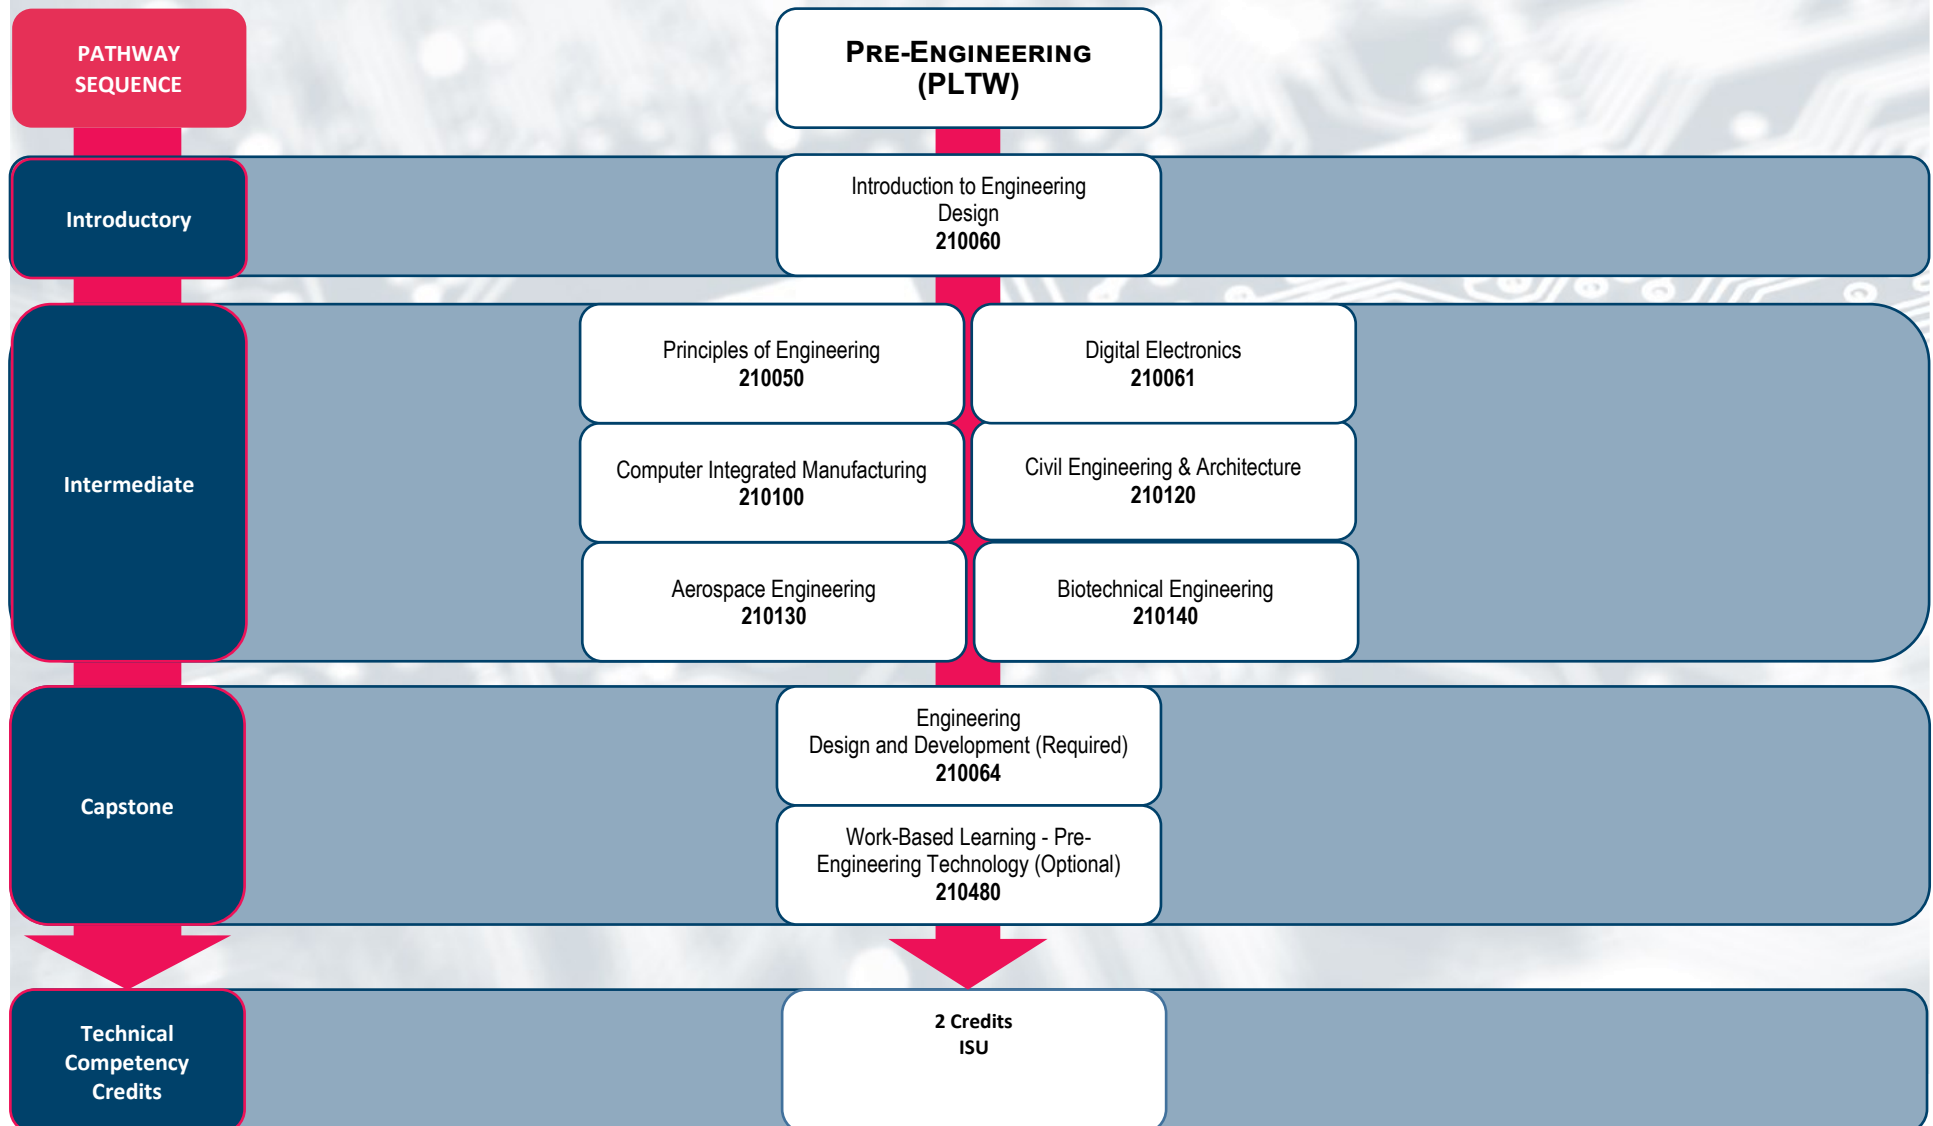 PATHWAY
SEQUENCE
PRE-ENGINEERING
(PLTW)
Introductory
Introduction to Engineering
Design
210060
Intermediate
Principles of Engineering
210050
Digital Electronics
210061
Computer Integrated Manufacturing
210100
Civil Engineering & Architecture
210120
Aerospace Engineering
210130
Biotechnical Engineering
210140
Capstone
Engineering
Design and Development (Required)
210064
Work-Based Learning - Pre-
Engineering Technology (Optional)
210480
Technical
Competency
Credits
2 Credits
ISU